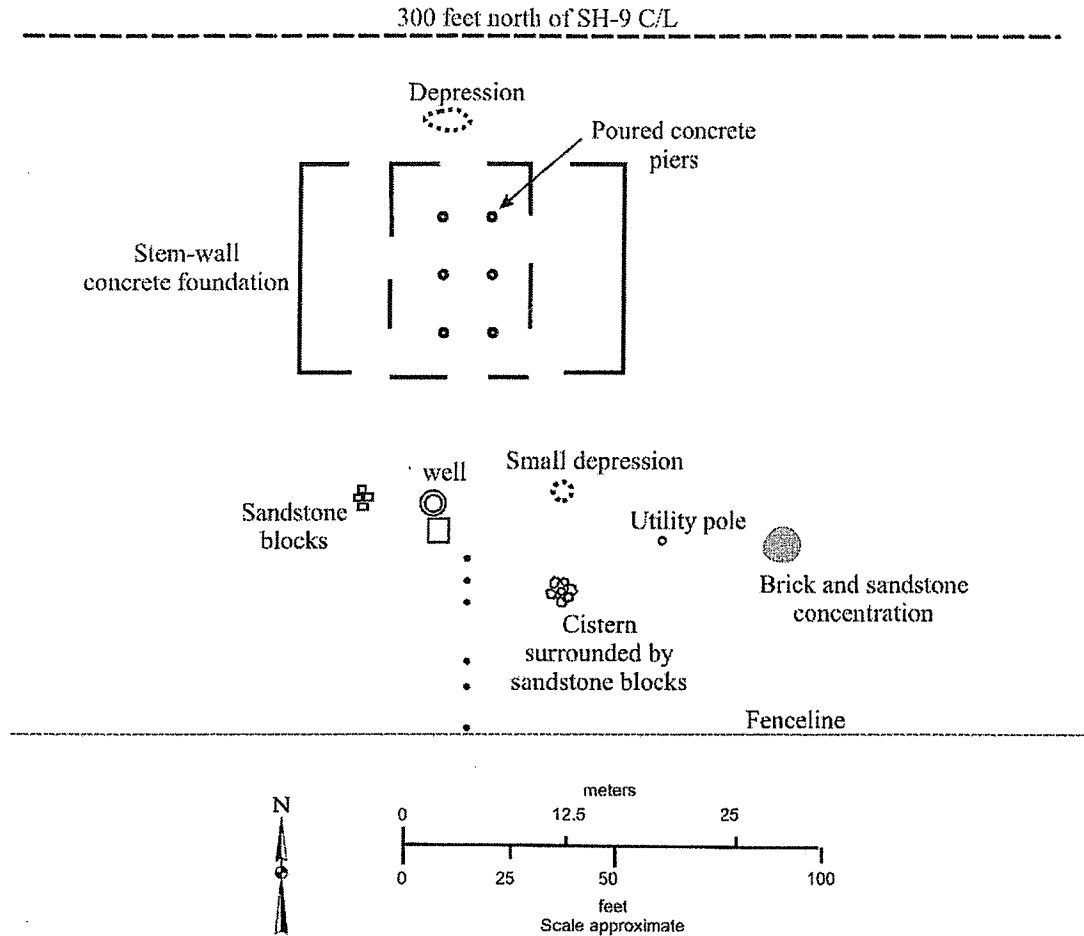 300 feet north of SH-9 C/L
Depression
Poured concrete
piers
Stem-wall
concrete foundation
Small depression
well
Sandstone
blocks
Utility pole
Brick and sandstone
concentration
Cistern
surrounded by
sandstone blocks
Fenceline
N
meters
0 12.5 25
0 25 50 100
feet
Scale approximate